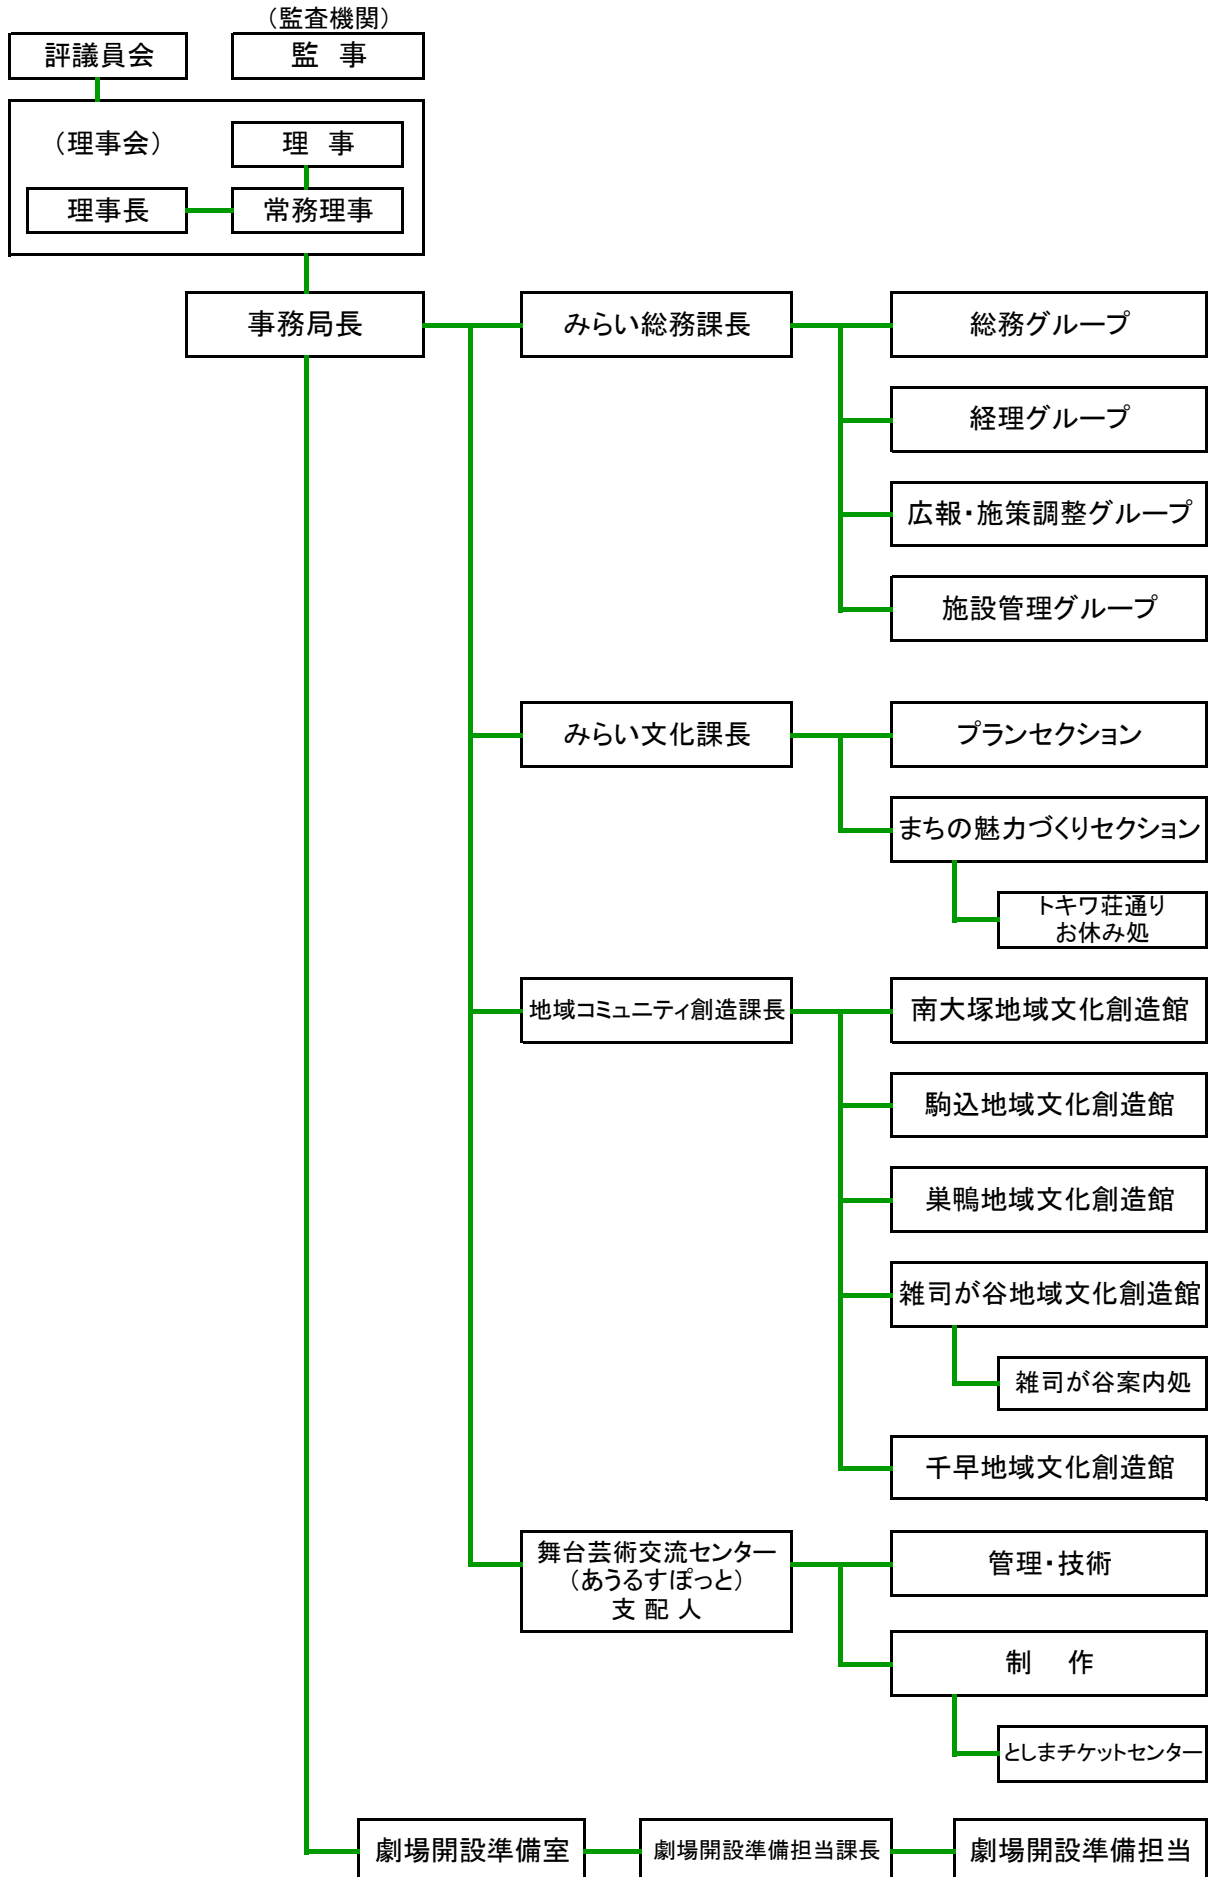 （監査機関）
評議員会
監 事
（理事会）
理 事
理事長
常務理事
事務局長
みらい総務課長
総務グループ
経理グループ
広報・施策調整グループ
施設管理グループ
みらい文化課長
プランセクション
まちの魅力づくりセクション
トキワ荘通り
お休み処
地域コミュニティ創造課長
南大塚地域文化創造館
駒込地域文化創造館
巣鴨地域文化創造館
雑司が谷地域文化創造館
雑司が谷案内処
千早地域文化創造館
舞台芸術交流センター
（あうるすぽっと）
支 配 人
管理・技術
制 作
としまチケットセンター
劇場開設準備室
劇場開設準備担当課長
劇場開設準備担当